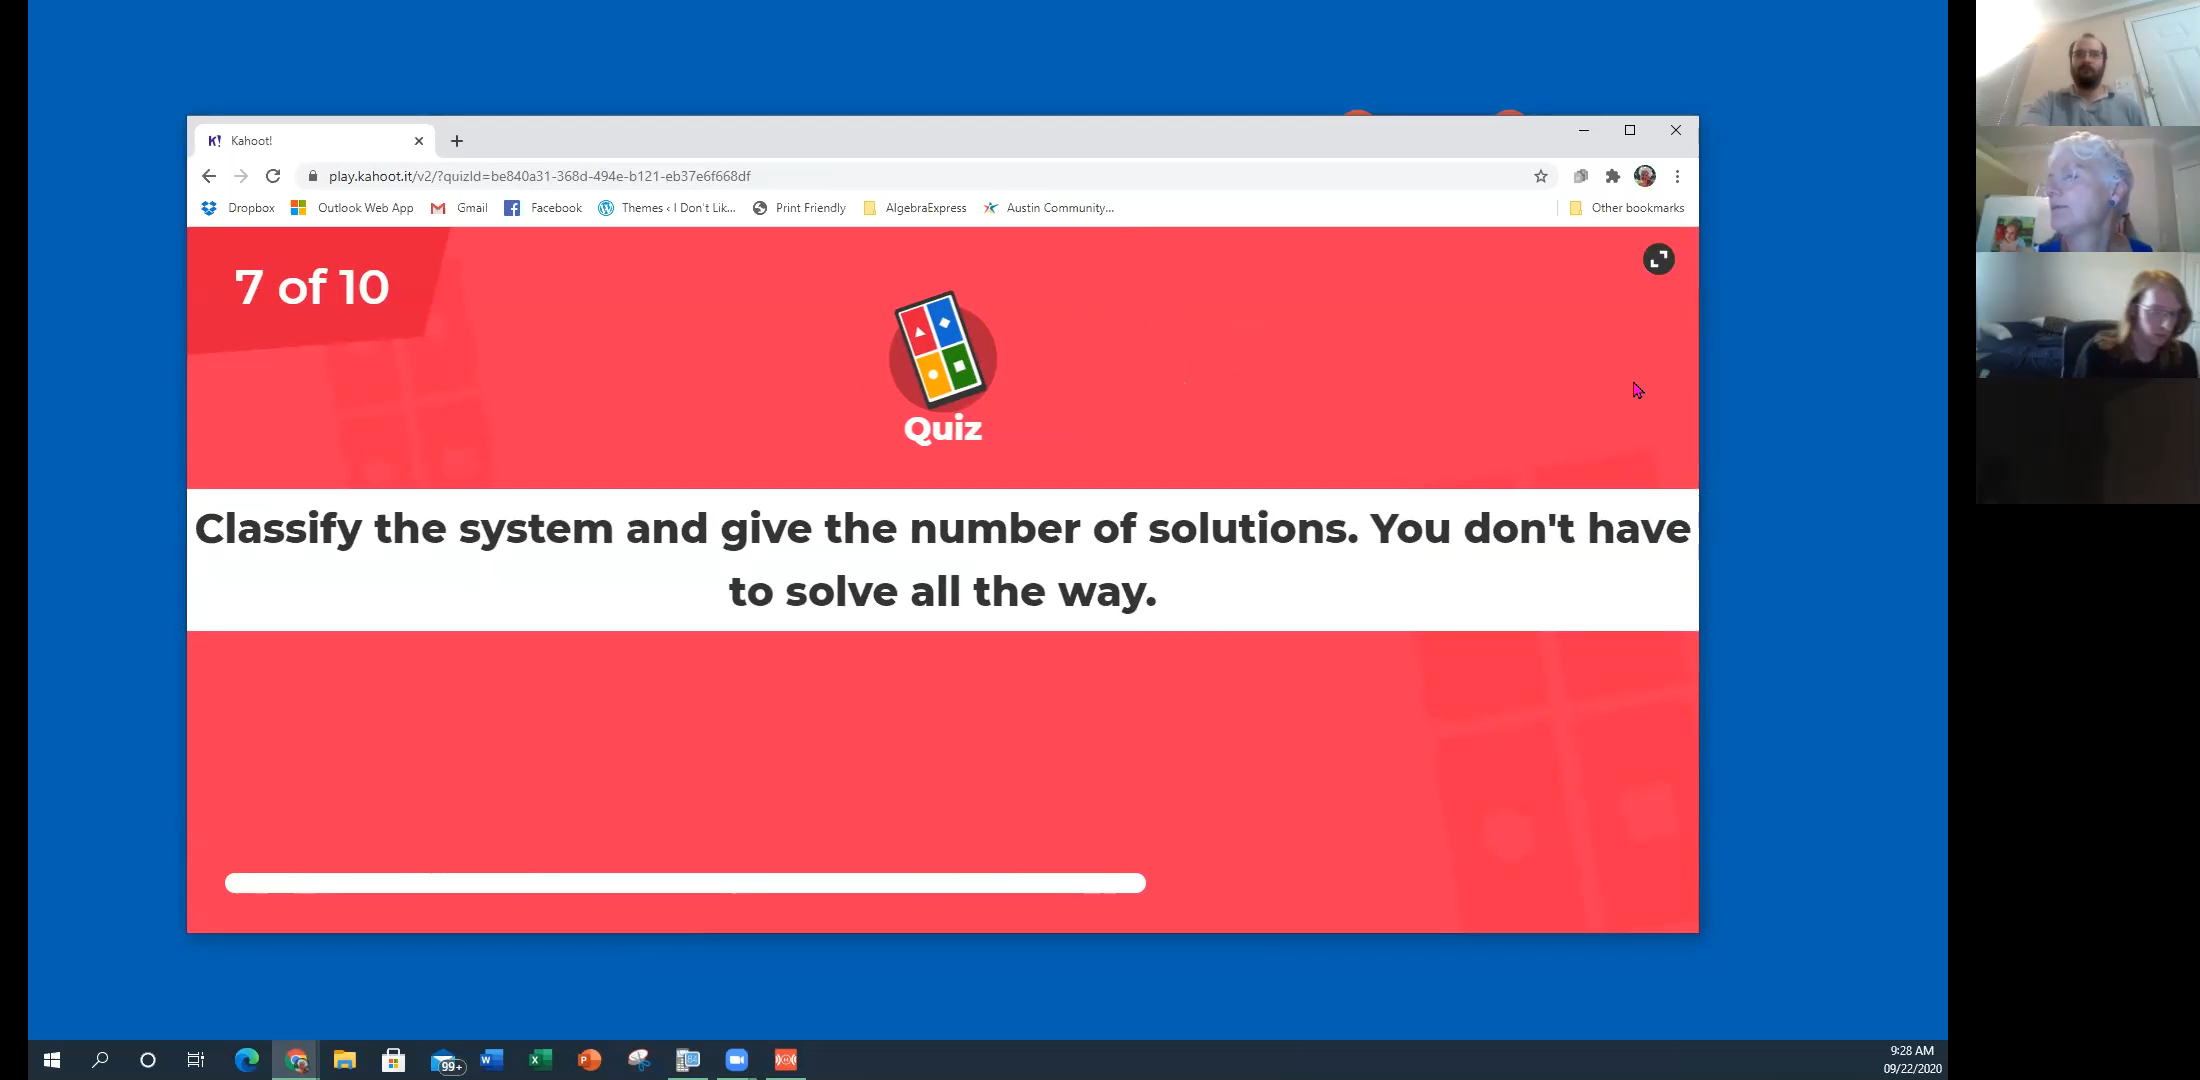 K! Kahoot!
play.kahoot.it/v2/?quizId=be840a31-368d-494e-b121-eb37e6f668df
Dropbox Outlook Web App Gmail Facebook Themes ‹ I Don't Lik... Print Friendly AlgebraExpress Austin Community... Other bookmarks
7 of 10
Quiz
Classify the system and give the number of solutions. You don't have
to solve all the way.
99+
9:28 AM
09/22/2020